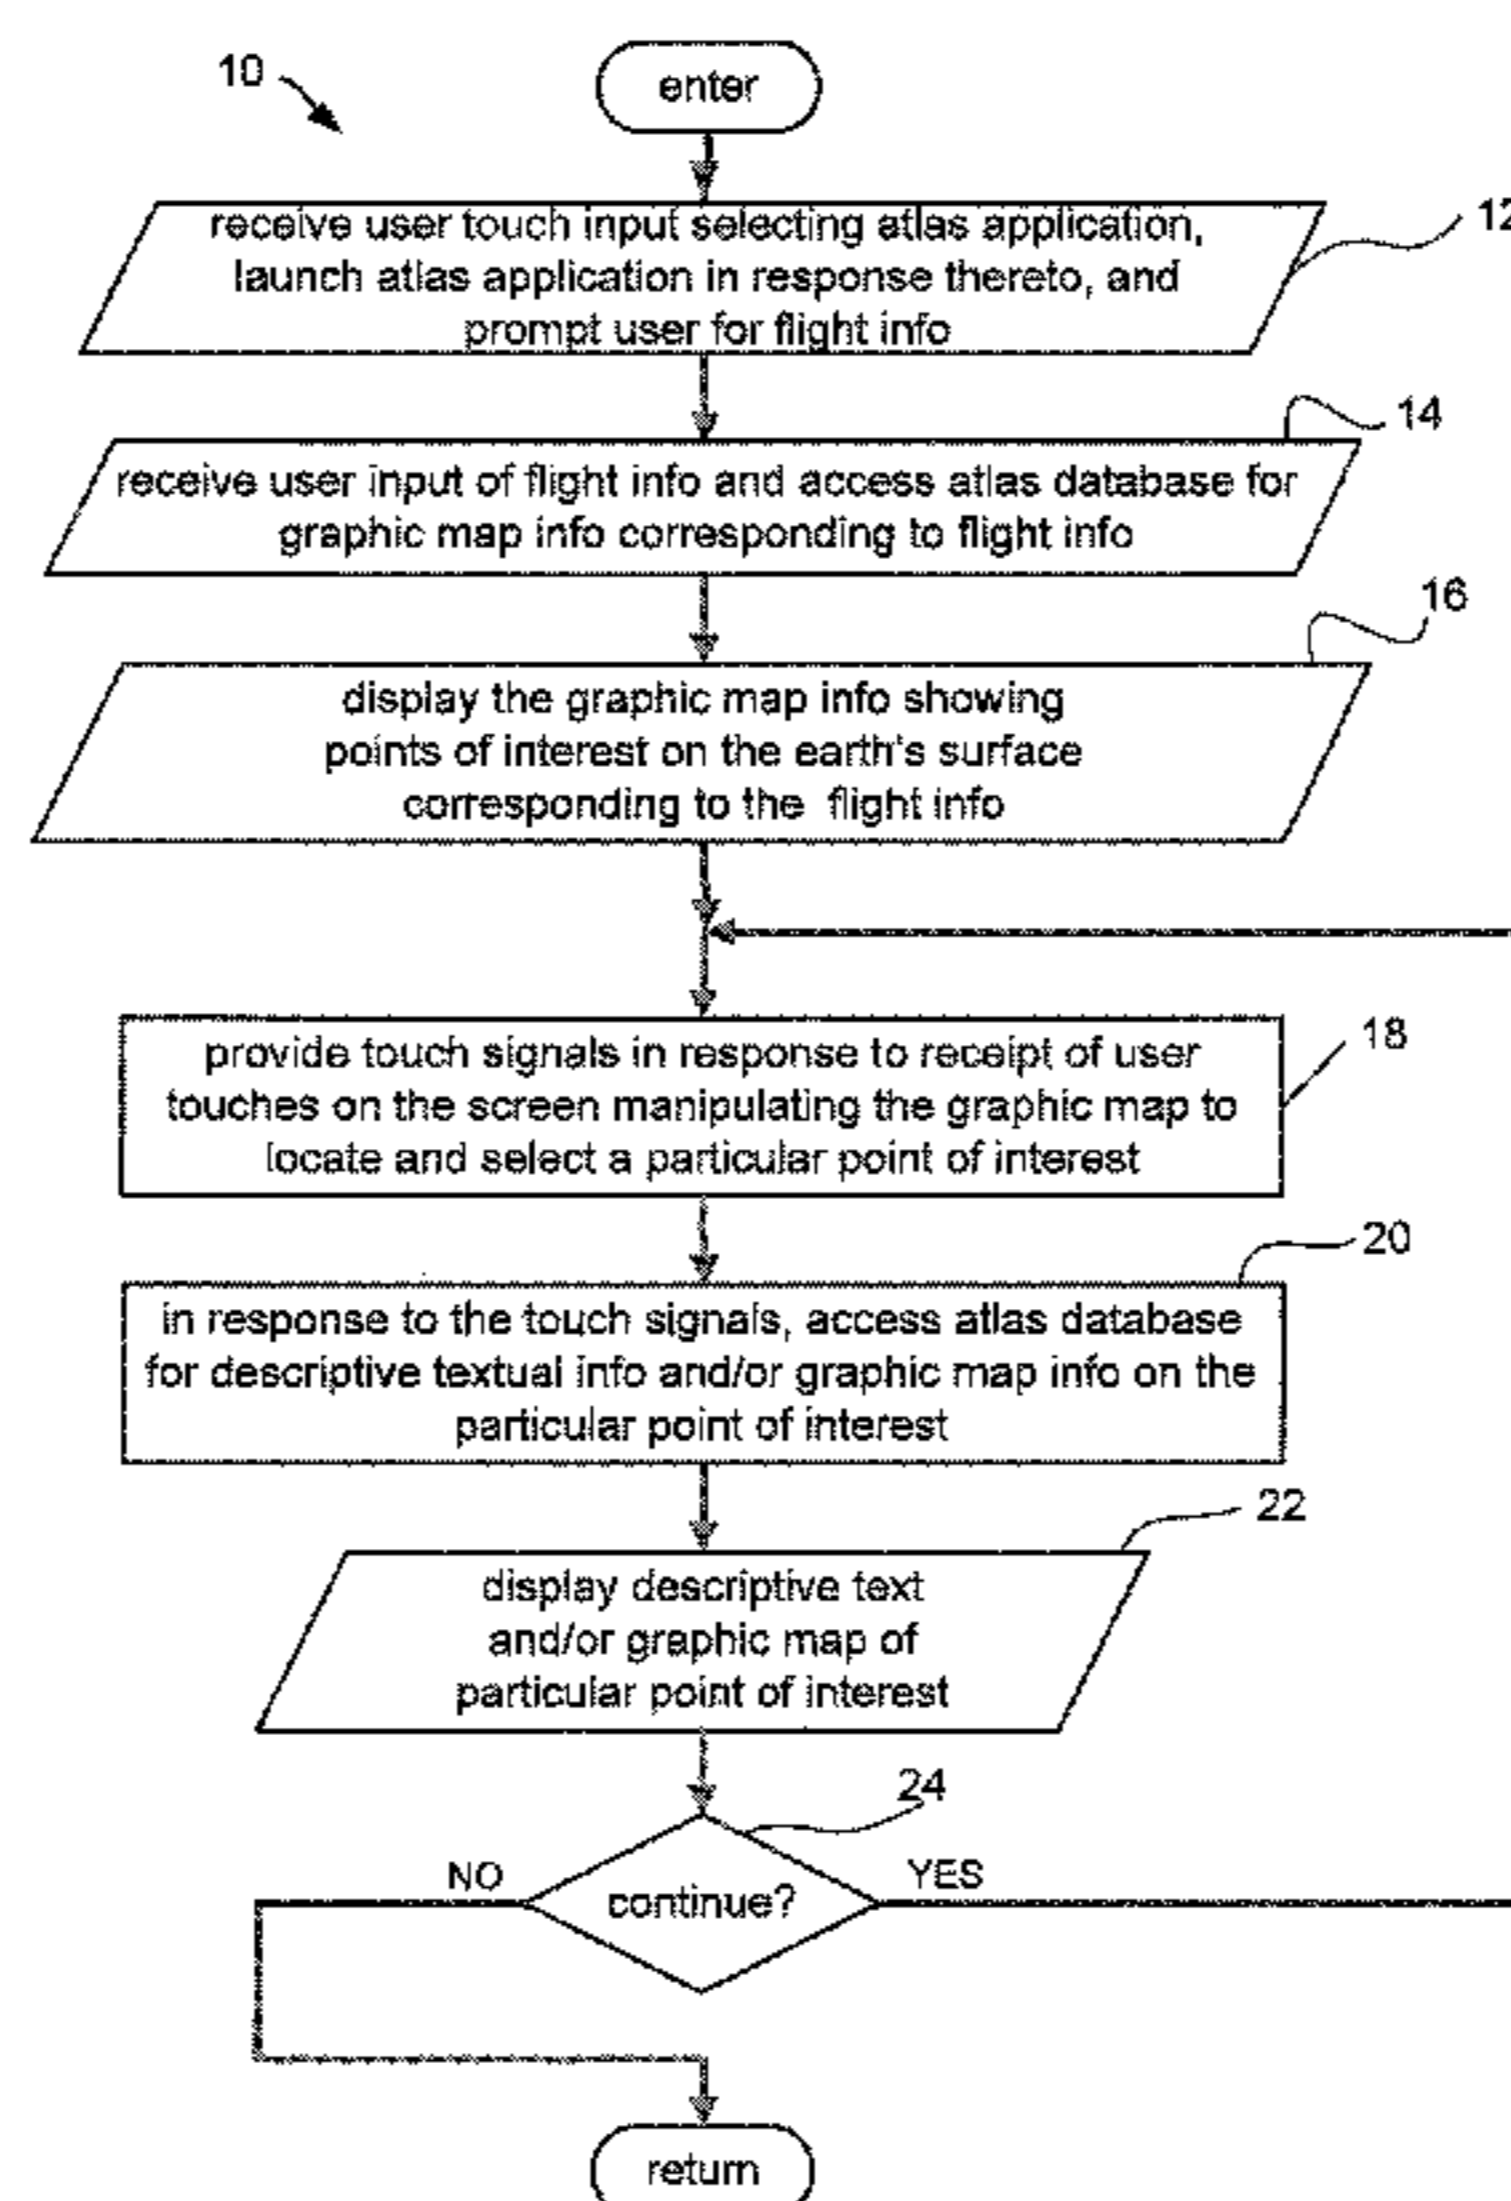 10
enter
receive user touch input selecting atlas application,
launch atlas application in response thereto, and
prompt user for flight info
12
receive user input of flight info and access atlas database for
graphic map info corresponding to flight info
14
display the graphic map info showing
points of interest on the earth's surface
corresponding to the flight info
16
provide touch signals in response to receipt of user
touches on the screen manipulating the graphic map to
locate and select a particular point of interest
18
in response to the touch signals, access atlas database
for descriptive textual info and/or graphic map info on the
particular point of interest
20
display descriptive text
and/or graphic map of
particular point of interest
22
24
NO
continue?
YES
return